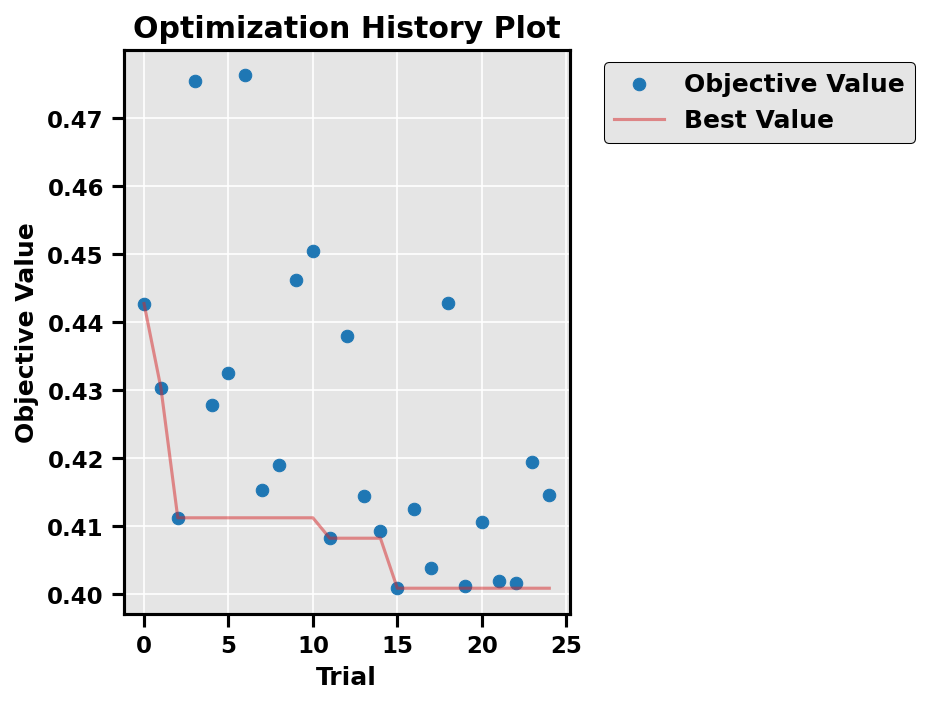 Optimization History Plot
Objective Value
Best Value
0.47
0.46
0.45
0.44
0.43
0.42
0.41
0.40
Objective Value
0 5 10 15 20 25
Trial